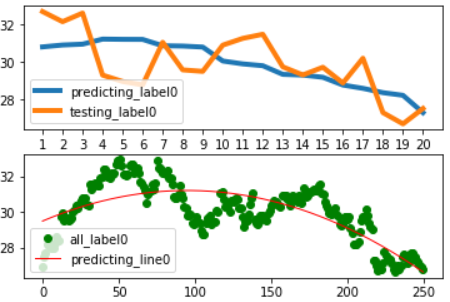 32
30
28
predicting_label0
testing_label0
1 2 3 4 5 6 7 8 9 10 11 12 13 14 15 16 17 18 19 20
32
30
28
all_label0
predicting_line0
0 50 100 150 200 250